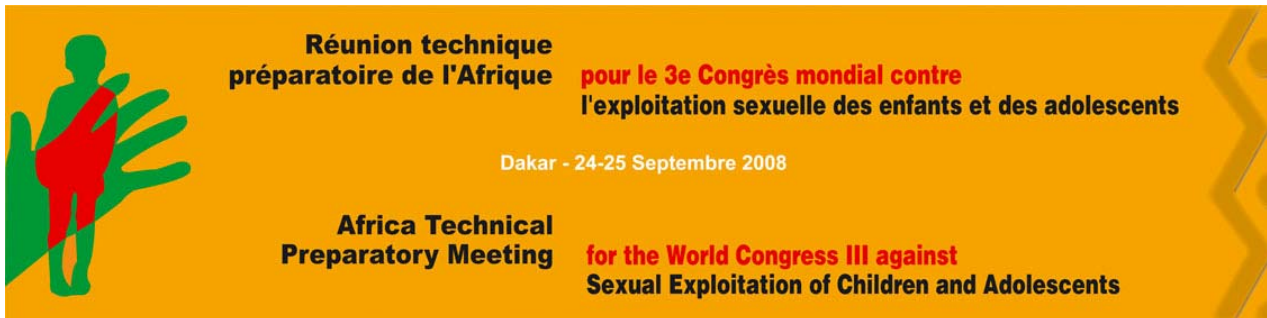 Réunion technique
préparatoire de l'Afrique
pour le 3e Congrès mondial contre
l'exploitation sexuelle des enfants et des adolescents
Dakar - 24-25 Septembre 2008
Africa Technical
Preparatory Meeting
for the World Congress III against
Sexual Exploitation of Children and Adolescents